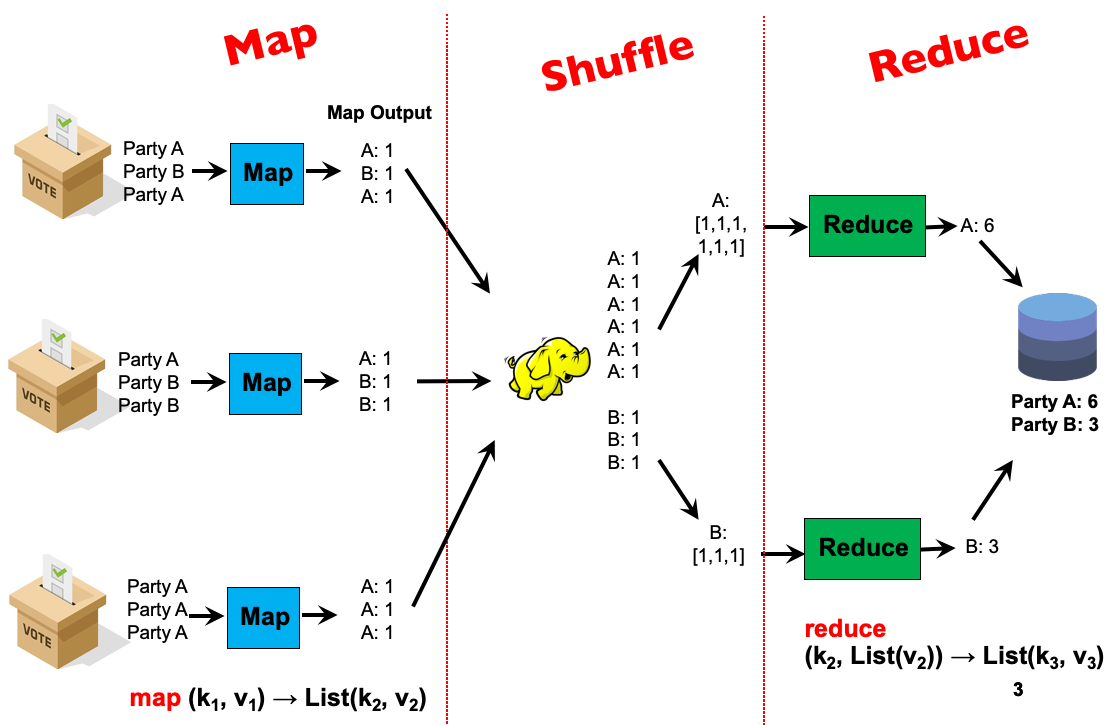 Map
Shuffle
Reduce
Map Output
VOTE
Party A
Party B
Party A
Map
A: 1
B: 1
A: 1
VOTE
Party A
Party B
Party B
Map
A: 1
B: 1
B: 1
VOTE
Party A
Party A
Party A
Map
A: 1
A: 1
A: 1
map (k₁, v₁) → List(k₂, v₂)
A: 1
A: 1
A: 1
A: 1
A: 1
A: 1
B: 1
B: 1
B: 1
A:
[1,1,1,
1,1,1]
B:
[1,1,1]
Reduce
A: 6
Reduce
B: 3
Party A: 6
Party B: 3
reduce
(k₂, List(v₂)) → List(k₃, v₃)
3